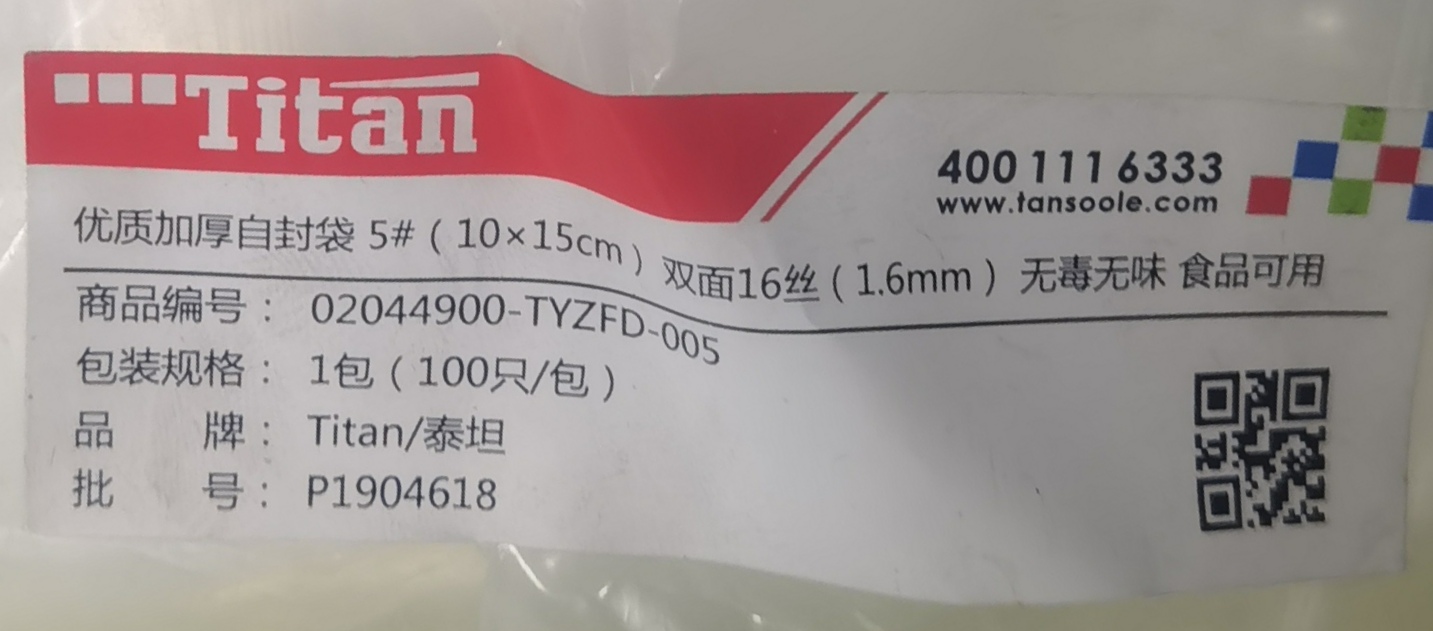 Titan
400 111 6333
www.tansoole.com
优质加厚自封袋 5#（10×15cm）双面16丝（1.6mm）无毒无味 食品可用
商品编号： 02044900-TYZFD-005
包装规格： 1包（100只/包）
品 牌： Titan/泰坦
批 号： P1904618